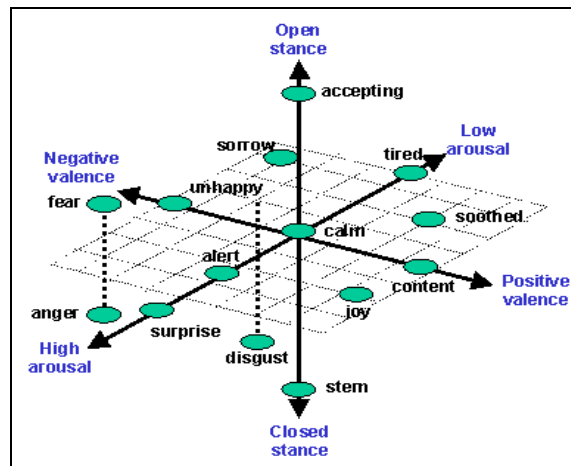 Open
stance
accepting
sorrow
Low
arousal
tired
Negative
valence
unhappy
fear
soothed
calm
alert
content
Positive
valence
anger
joy
surprise
High
arousal
disgust
stern
Closed
stance